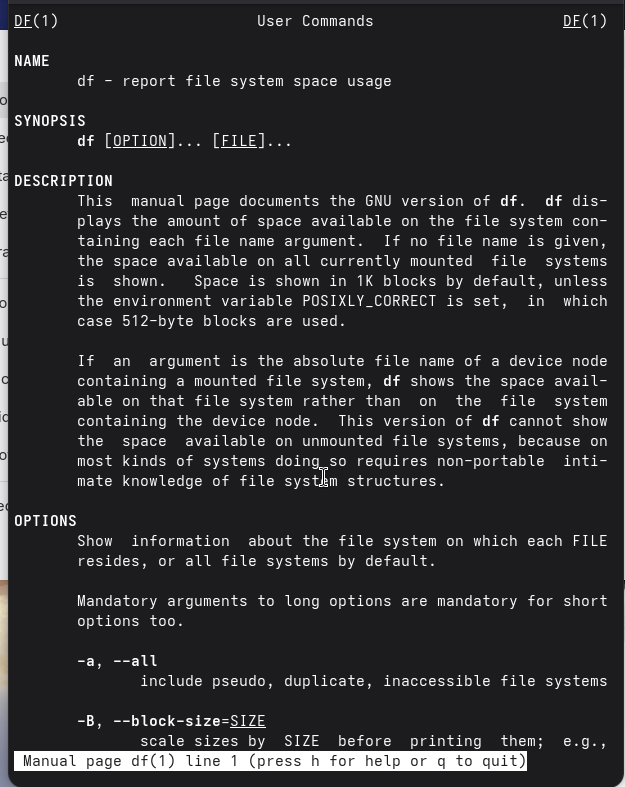 DF(1) User Commands DF(1)
NAME
df - report file system space usage
SYNOPSIS
df [OPTION]... [FILE]...
DESCRIPTION
This manual page documents the GNU version of df. df dis-
plays the amount of space available on the file system con-
taining each file name argument. If no file name is given,
the space available on all currently mounted file systems
is shown. Space is shown in 1K blocks by default, unless
the environment variable POSIXLY_CORRECT is set, in which
case 512-byte blocks are used.
If an argument is the absolute file name of a device node
containing a mounted file system, df shows the space avail-
able on that file system rather than on the file system
containing the device node. This version of df cannot show
the space available on unmounted file systems, because on
most kinds of systems doing so requires non-portable inti-
mate knowledge of file system structures.
OPTIONS
Show information about the file system on which each FILE
resides, or all file systems by default.
Mandatory arguments to long options are mandatory for short
options too.
-a, --all
include pseudo, duplicate, inaccessible file systems
-B, --block-size=SIZE
scale sizes by SIZE before printing them; e.g.,
Manual page df(1) line 1 (press h for help or q to quit)